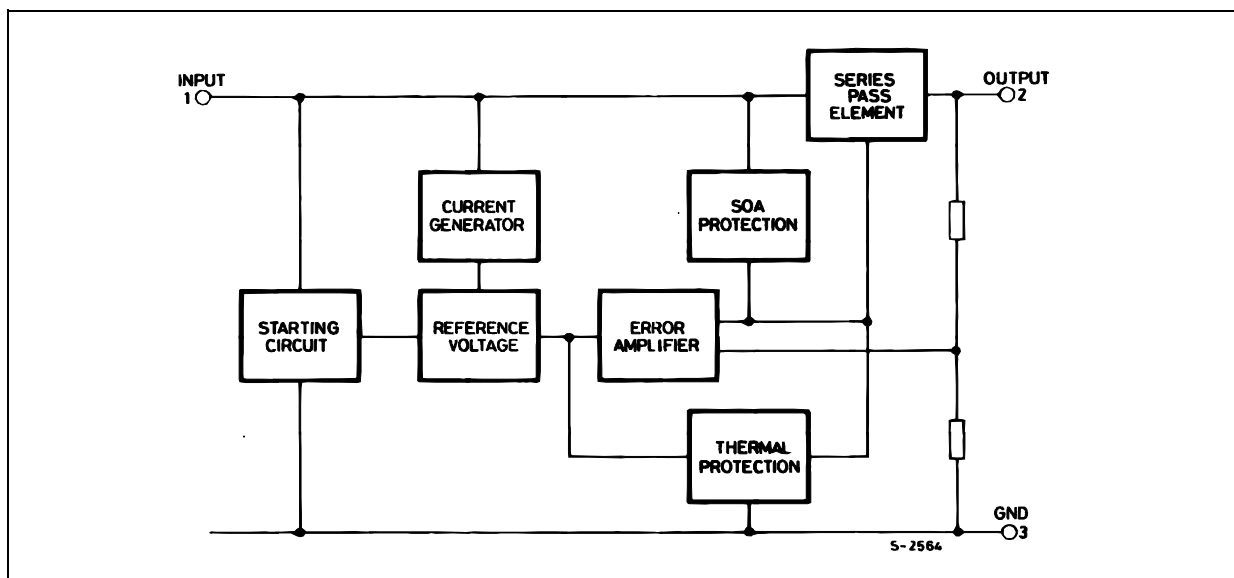 INPUT
1
SERIES
PASS
ELEMENT
OUTPUT
2
CURRENT
GENERATOR
SOA
PROTECTION
STARTING
CIRCUIT
REFERENCE
VOLTAGE
ERROR
AMPLIFIER
THERMAL
PROTECTION
GND
3
S-2564